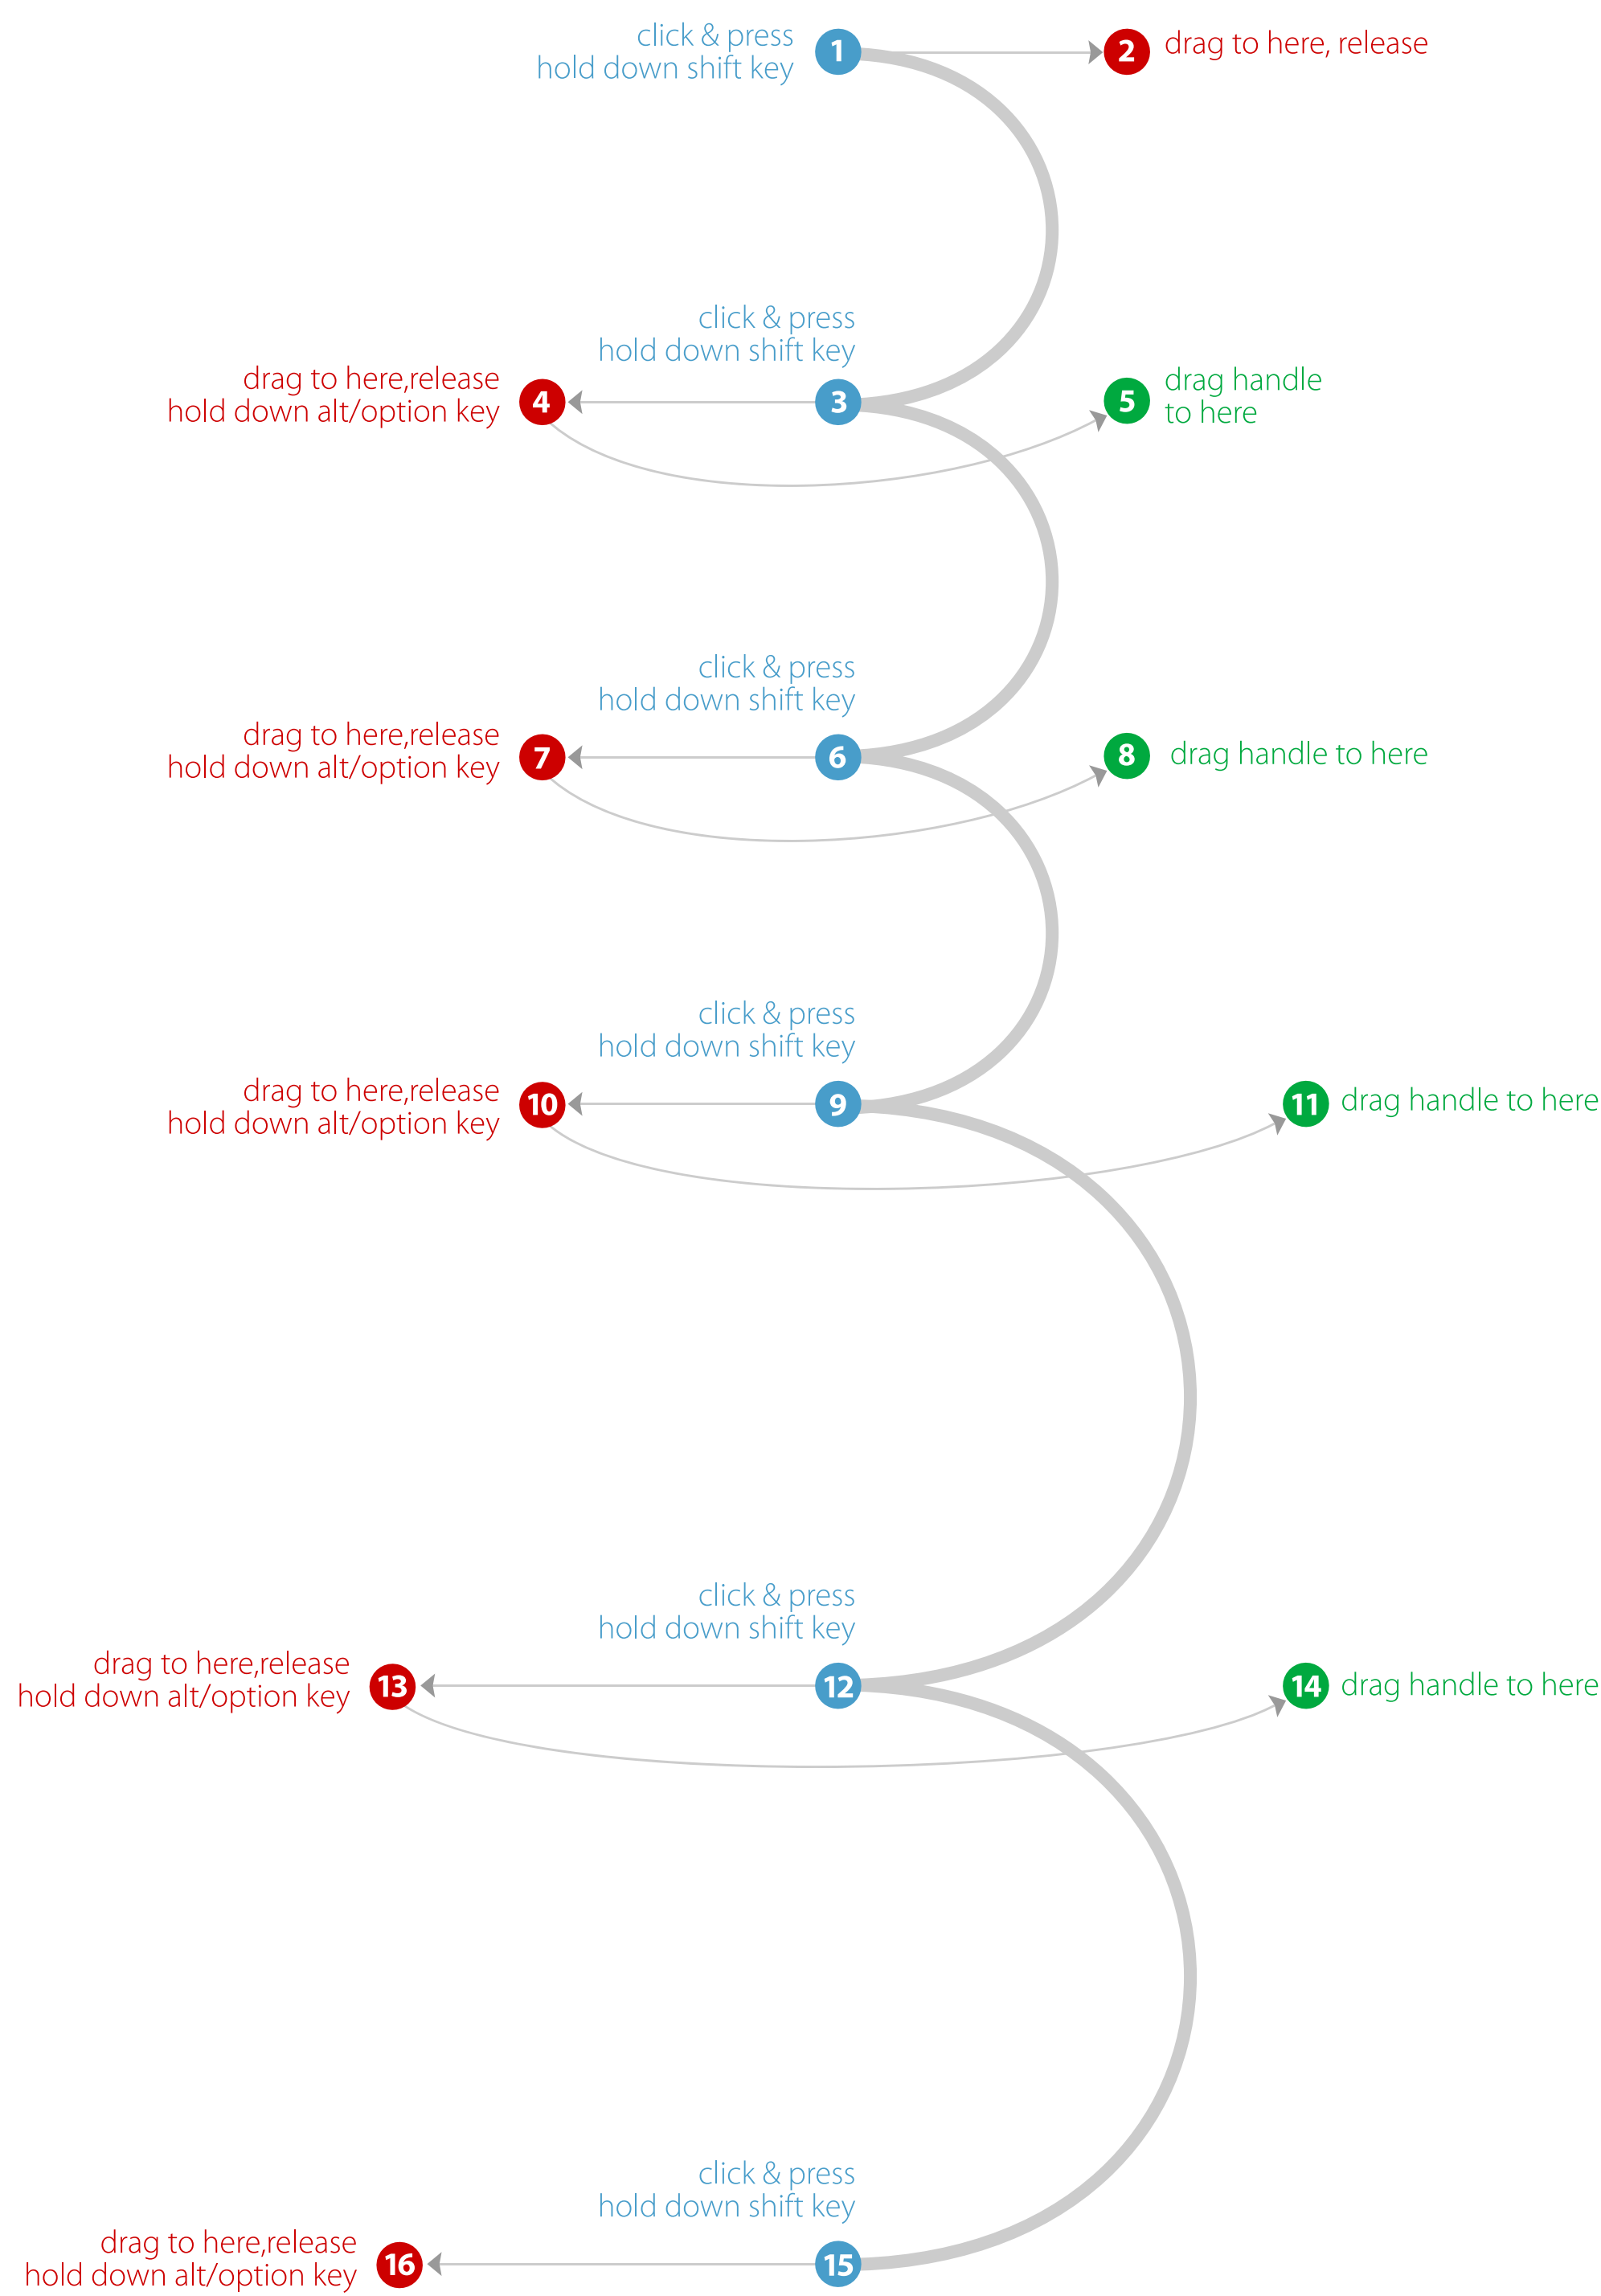 click & press
hold down shift key
1
2
drag to here, release
click & press
hold down shift key
drag to here,release
hold down alt/option key
4
3
5
drag handle
to here
click & press
hold down shift key
drag to here,release
hold down alt/option key
7
6
8
drag handle to here
click & press
hold down shift key
drag to here,release
hold down alt/option key
10
9
11
drag handle to here
click & press
hold down shift key
drag to here,release
hold down alt/option key
13
12
14
drag handle to here
click & press
hold down shift key
drag to here,release
hold down alt/option key
16
15